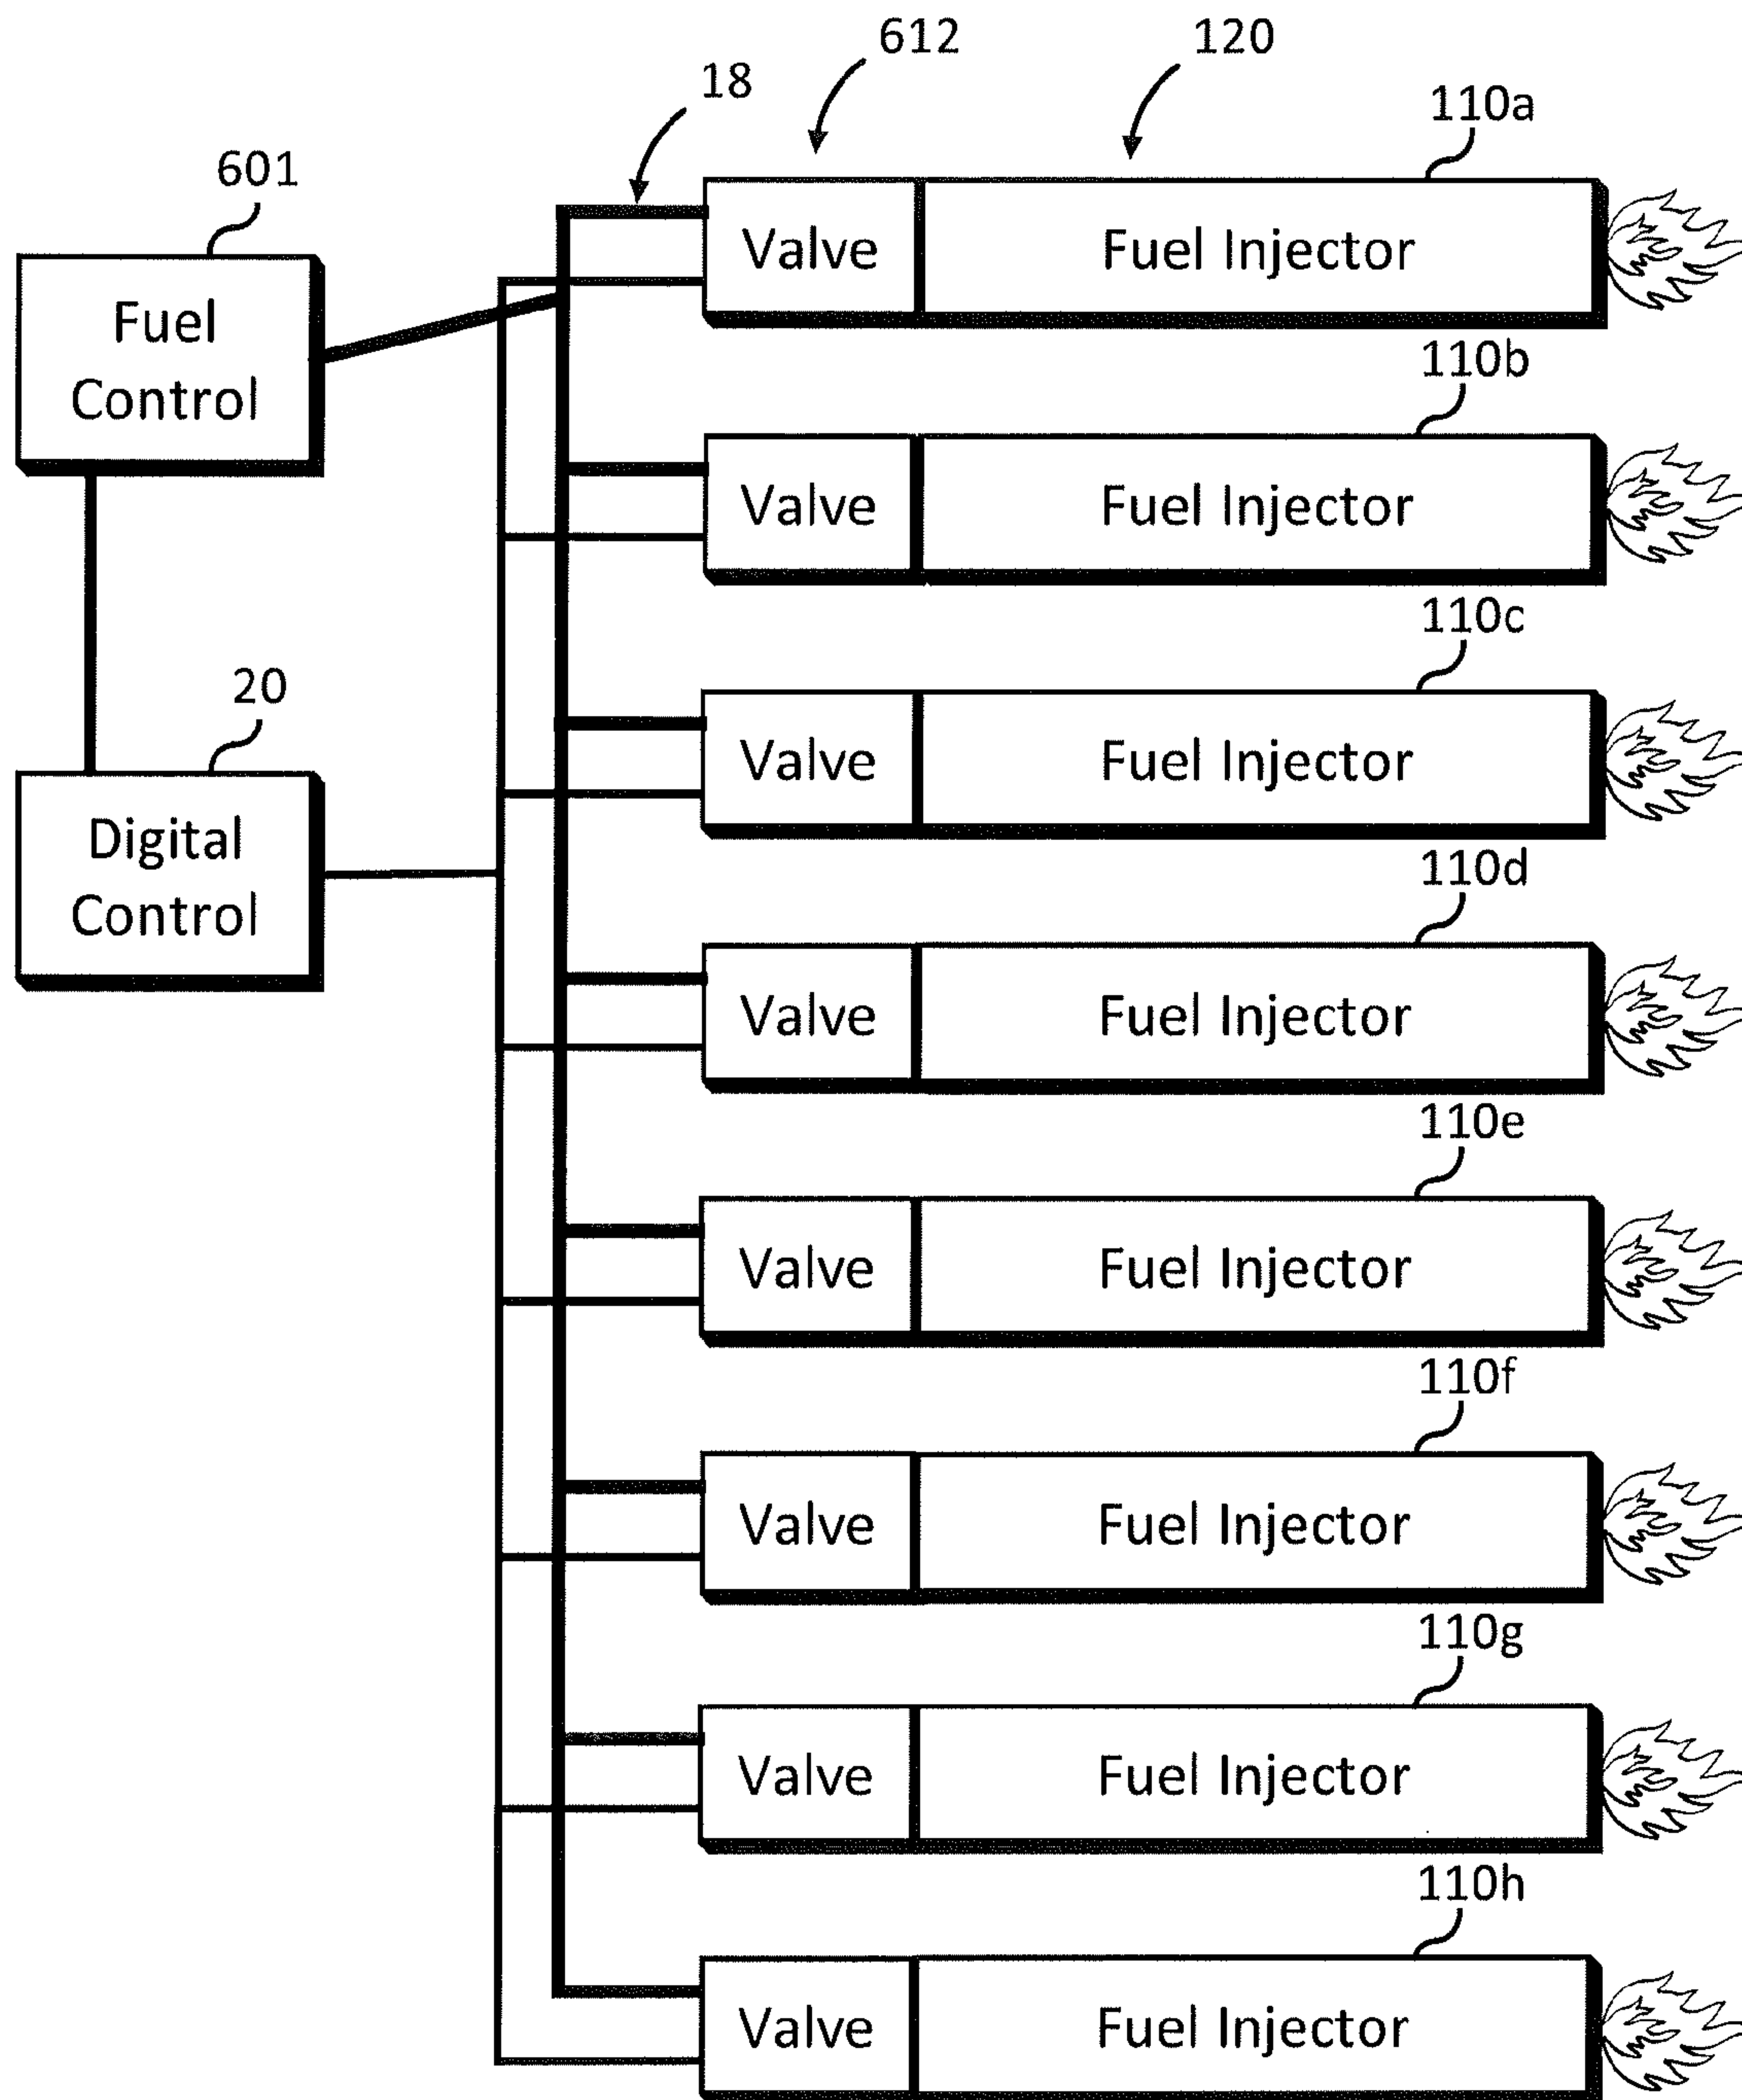 612
120
18
110a
601
Valve
Fuel Injector
Fuel
Control
110b
Valve
Fuel Injector
110c
20
Valve
Fuel Injector
Digital
Control
110d
Valve
Fuel Injector
110e
Valve
Fuel Injector
110f
Valve
Fuel Injector
110g
Valve
Fuel Injector
110h
Valve
Fuel Injector